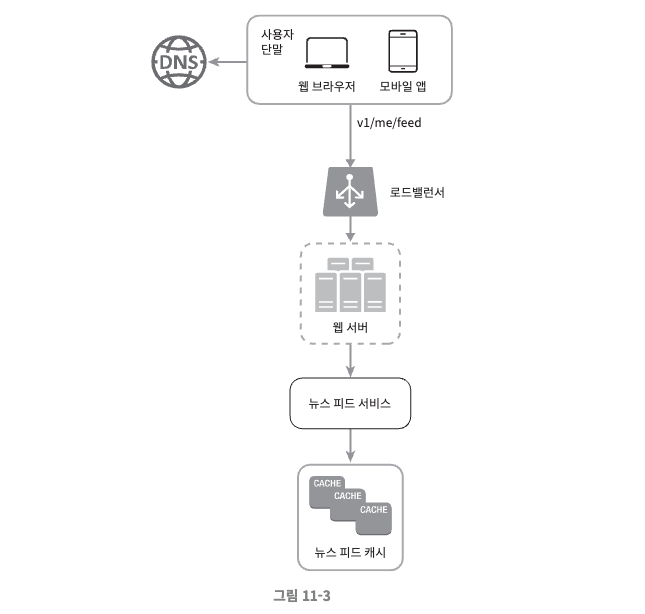 사용자
단말
DNS
웹 브라우저
모바일 앱
v1/me/feed
로드밸런서
웹 서버
뉴스 피드 서비스
CACHE
CACHE
CACHE
뉴스 피드 캐시
그림 11-3